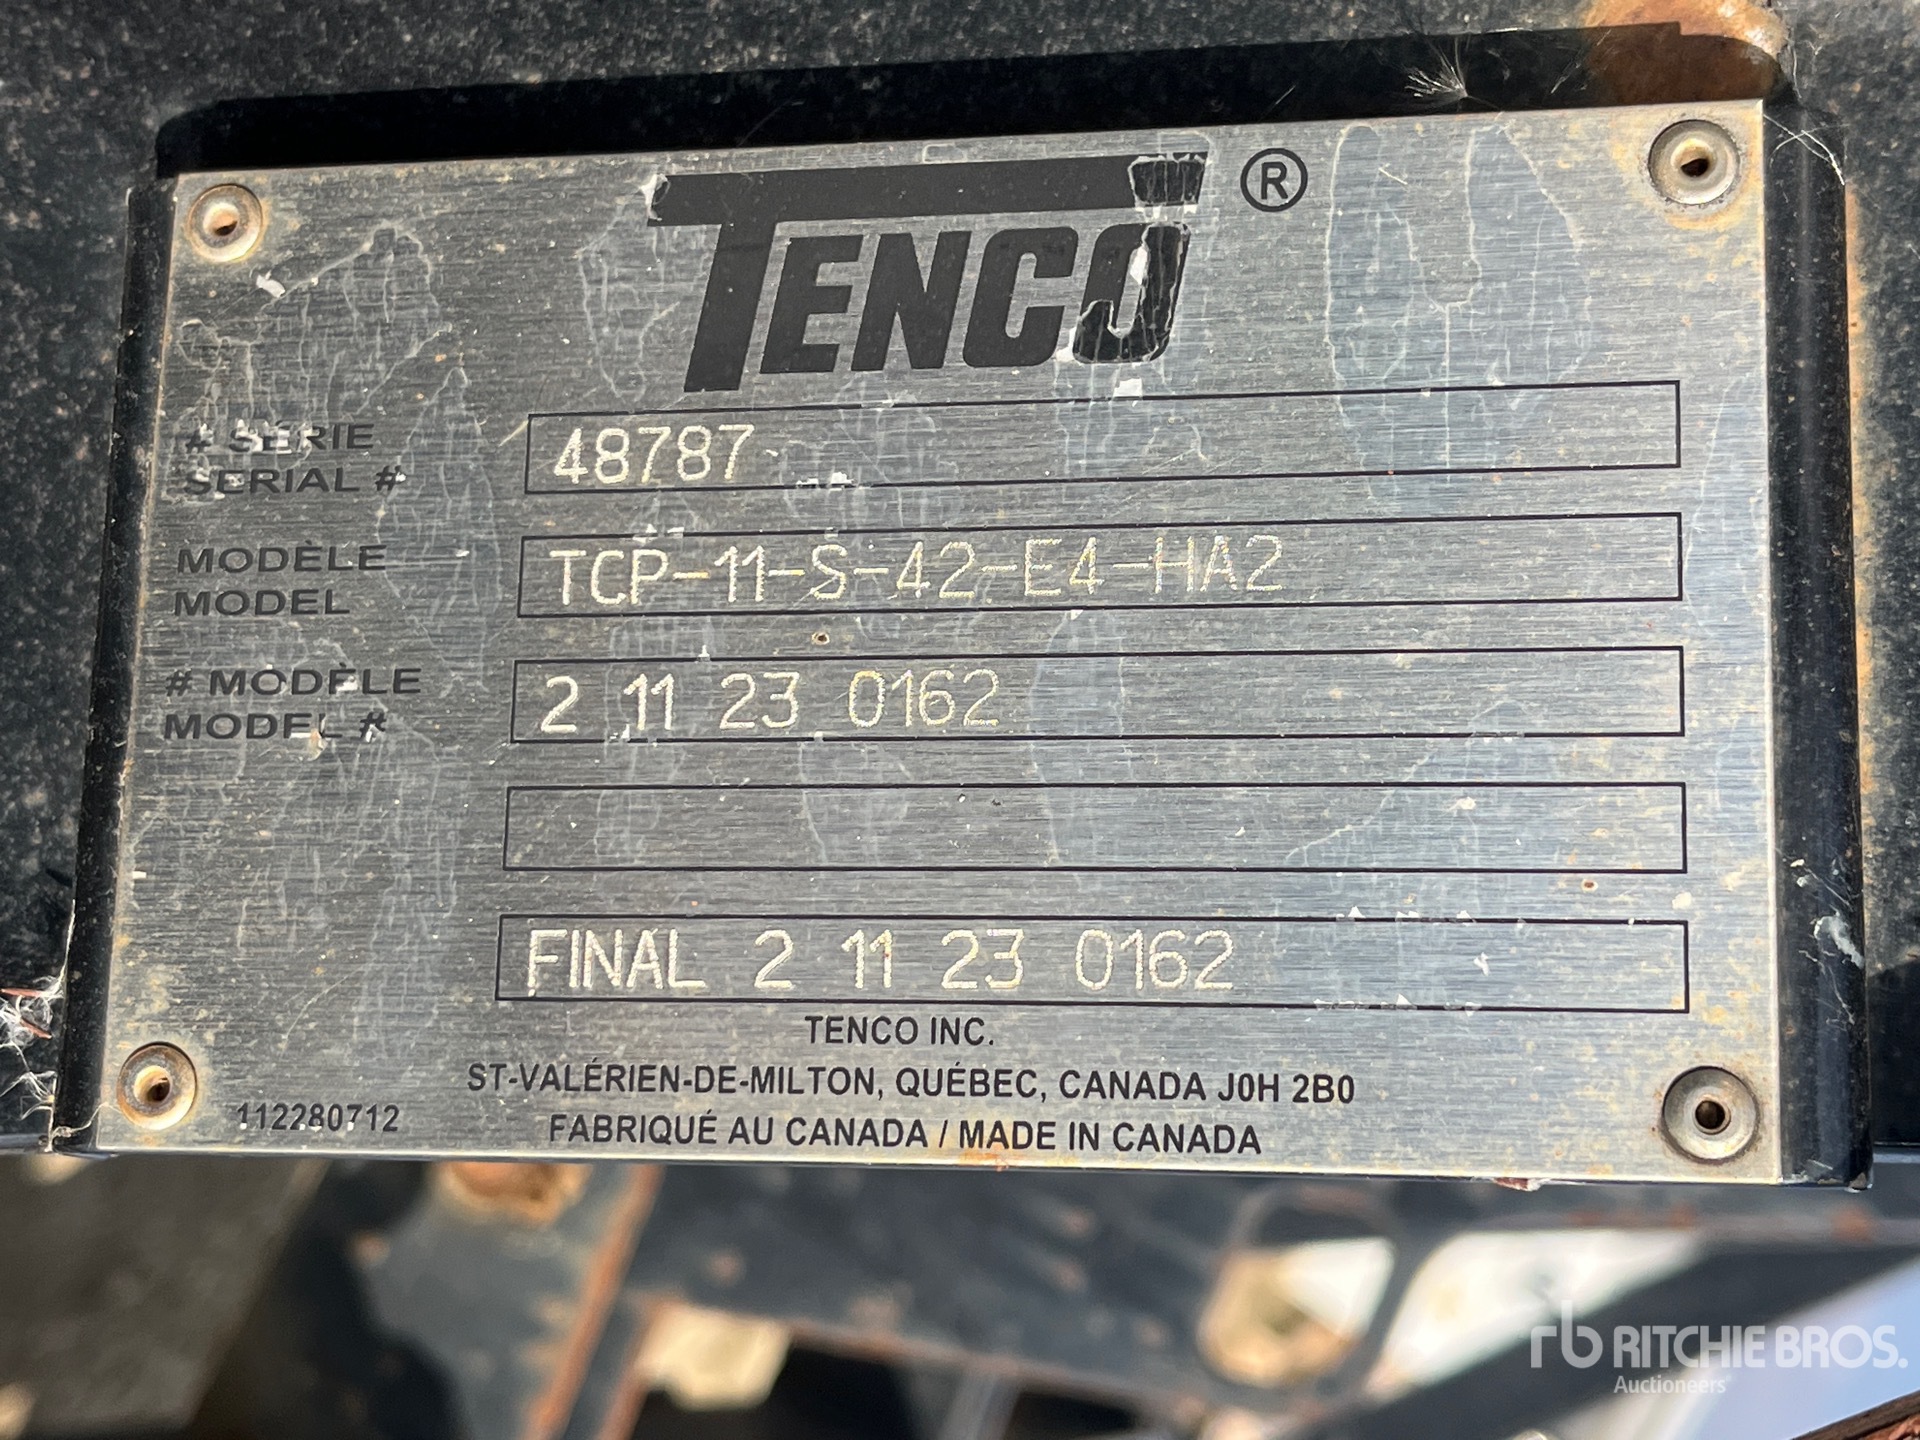 TENCO ®
# SÉRIE
SERIAL #
48787
MODÈLE
MODEL
TCP-11-S-42-E4-HA2
# MODÈLE
MODEL #
2 11 23 0162
FINAL 2 11 23 0162
TENCO INC.
ST-VALÉRIEN-DE-MILTON, QUÉBEC, CANADA J0H 2B0
112280712
FABRIQUÉ AU CANADA / MADE IN CANADA
rb RITCHIE BROS.
Auctioneers